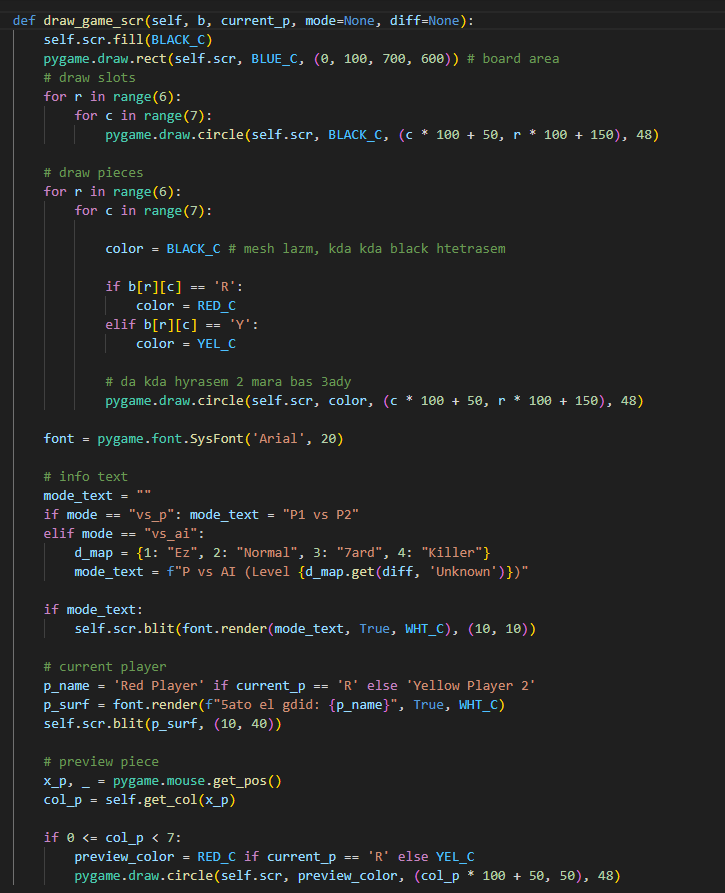 def draw_game_scr(self, b, current_p, mode=None, diff=None):
    self.scr.fill(BLACK_C)
    pygame.draw.rect(self.scr, BLUE_C, (0, 100, 700, 600)) # board area
    # draw slots
    for r in range(6):
        for c in range(7):
            pygame.draw.circle(self.scr, BLACK_C, (c * 100 + 50, r * 100 + 150), 48)

    # draw pieces
    for r in range(6):
        for c in range(7):

            color = BLACK_C # mesh lazm, kda kda black htetrasem

            if b[r][c] == 'R':
                color = RED_C
            elif b[r][c] == 'Y':
                color = YEL_C

            # da kda hyrasem 2 mara bas 3ady
            pygame.draw.circle(self.scr, color, (c * 100 + 50, r * 100 + 150), 48)

    font = pygame.font.SysFont('Arial', 20)

    # info text
    mode_text = ""
    if mode == "vs_p": mode_text = "P1 vs P2"
    elif mode == "vs_ai":
        d_map = {1: "Ez", 2: "Normal", 3: "7ard", 4: "Killer"}
        mode_text = f"P vs AI (Level {d_map.get(diff, 'Unknown')})"

    if mode_text:
        self.scr.blit(font.render(mode_text, True, WHT_C), (10, 10))

    # current player
    p_name = 'Red Player' if current_p == 'R' else 'Yellow Player 2'
    p_surf = font.render(f"5ato el gdid: {p_name}", True, WHT_C)
    self.scr.blit(p_surf, (10, 40))

    # preview piece
    x_p, _ = pygame.mouse.get_pos()
    col_p = self.get_col(x_p)

    if 0 <= col_p < 7:
        preview_color = RED_C if current_p == 'R' else YEL_C
        pygame.draw.circle(self.scr, preview_color, (col_p * 100 + 50, 50), 48)